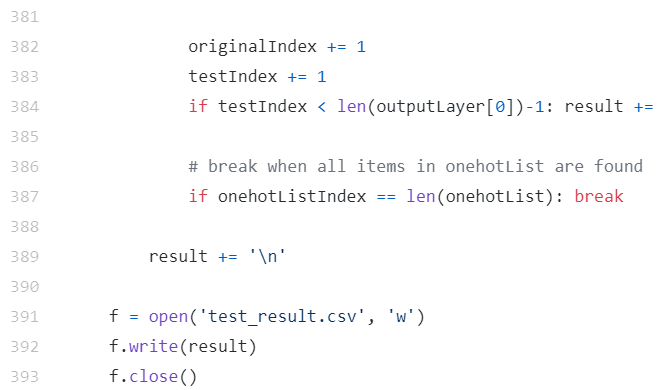 381
382 originalIndex += 1
383 testIndex += 1
384 if testIndex < len(outputLayer[0])-1: result +=
385
386 # break when all items in onehotList are found
387 if onehotListIndex == len(onehotList): break
388
389 result += '\n'
390
391 f = open('test_result.csv', 'w')
392 f.write(result)
393 f.close()